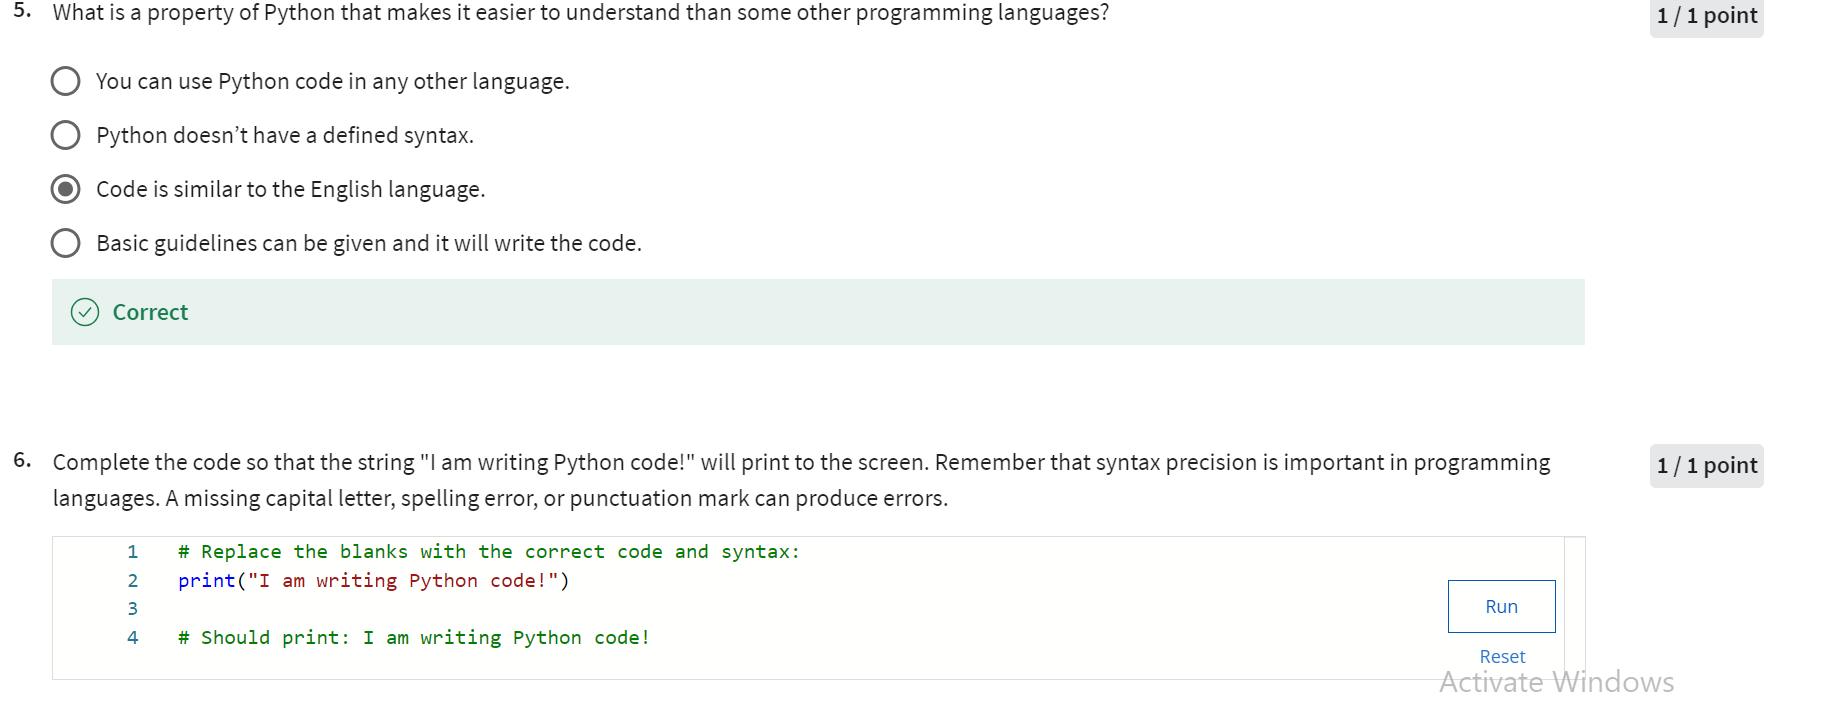 5. What is a property of Python that makes it easier to understand than some other programming languages?
1 / 1 point
You can use Python code in any other language.
Python doesn’t have a defined syntax.
Code is similar to the English language.
Basic guidelines can be given and it will write the code.
Correct
6. Complete the code so that the string "I am writing Python code!" will print to the screen. Remember that syntax precision is important in programming
languages. A missing capital letter, spelling error, or punctuation mark can produce errors.
1 / 1 point
1 # Replace the blanks with the correct code and syntax:
2 print("I am writing Python code!")
3
4 # Should print: I am writing Python code!
Run
Reset
Activate Windows